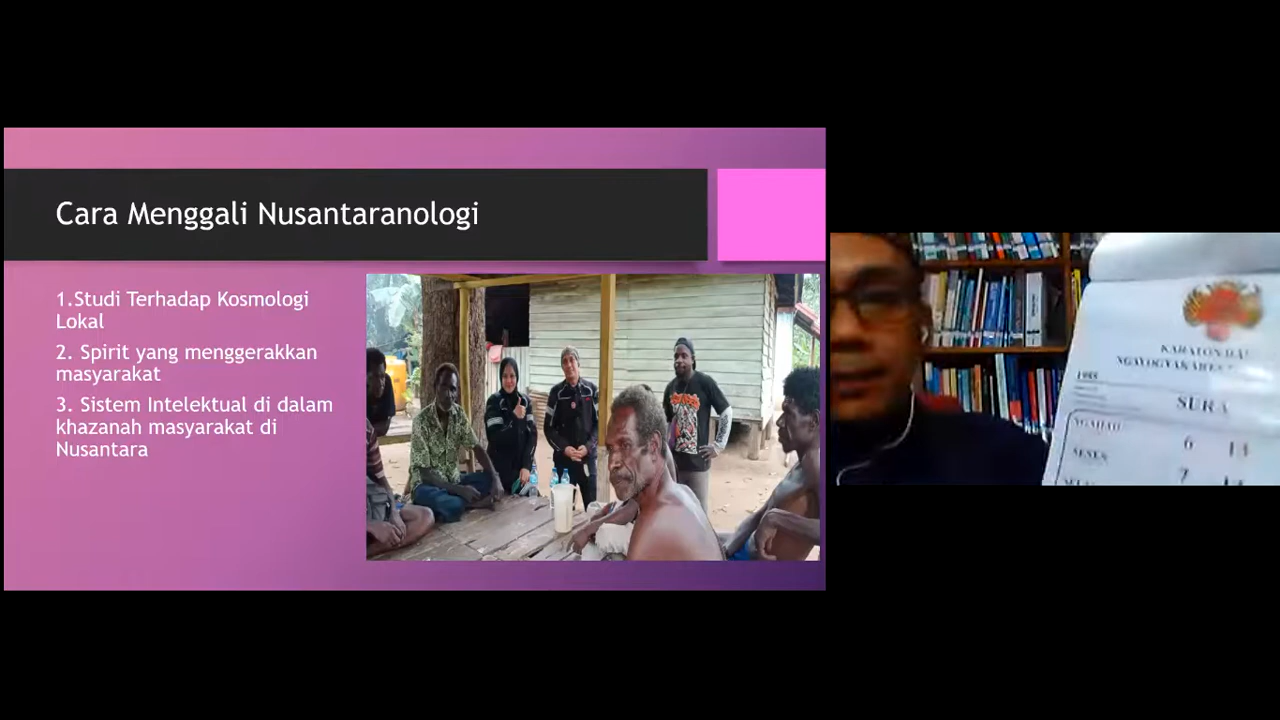 Cara Menggali Nusantaranologi
1.Studi Terhadap Kosmologi
Lokal
2. Spirit yang menggerakkan
masyarakat
3. Sistem Intelektual di dalam
khazanah masyarakat di
Nusantara
SURA
6
7